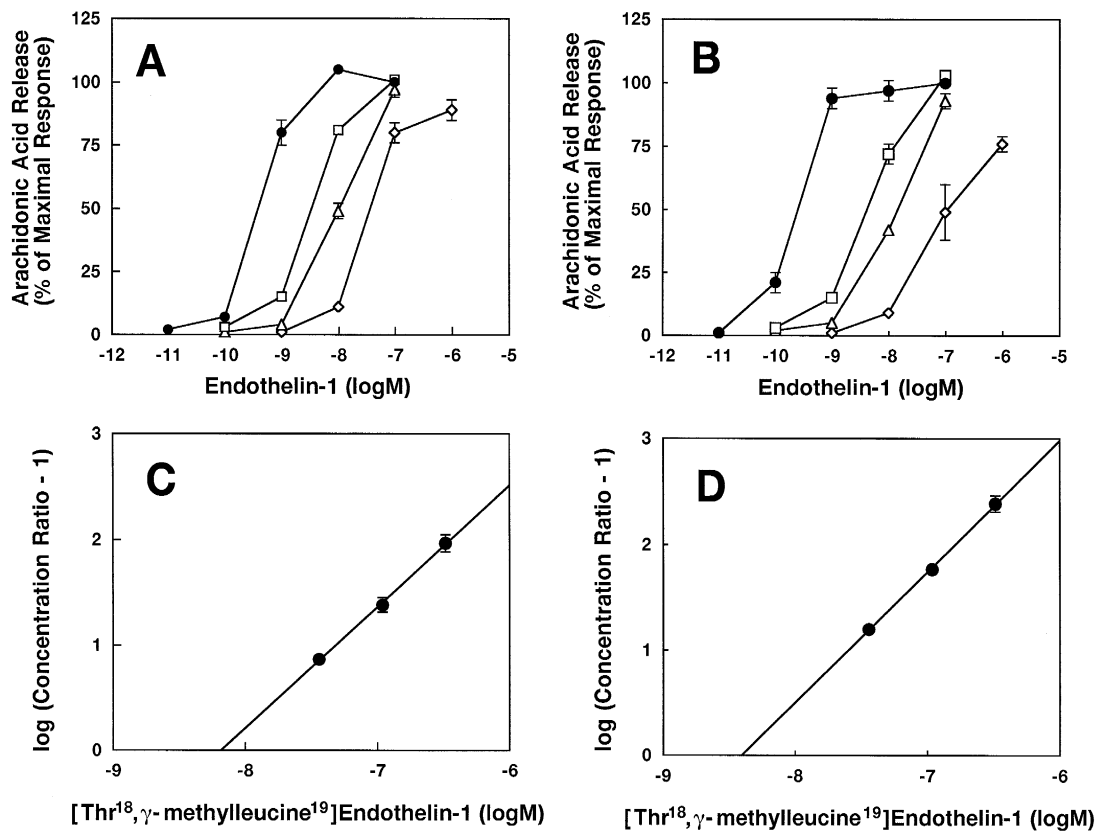 A
Arachidonic Acid Release
(% of Maximal Response)
125
100
75
50
25
0
-12 -11 -10 -9 -8 -7 -6 -5
Endothelin-1 (logM)
B
Arachidonic Acid Release
(% of Maximal Response)
125
100
75
50
25
0
-12 -11 -10 -9 -8 -7 -6 -5
Endothelin-1 (logM)
C
log (Concentration Ratio - 1)
3
2
1
0
-9 -8 -7 -6
[Thr18,γ-methylleucine19]Endothelin-1 (logM)
D
log (Concentration Ratio - 1)
3
2
1
0
-9 -8 -7 -6
[Thr18,γ-methylleucine19]Endothelin-1 (logM)